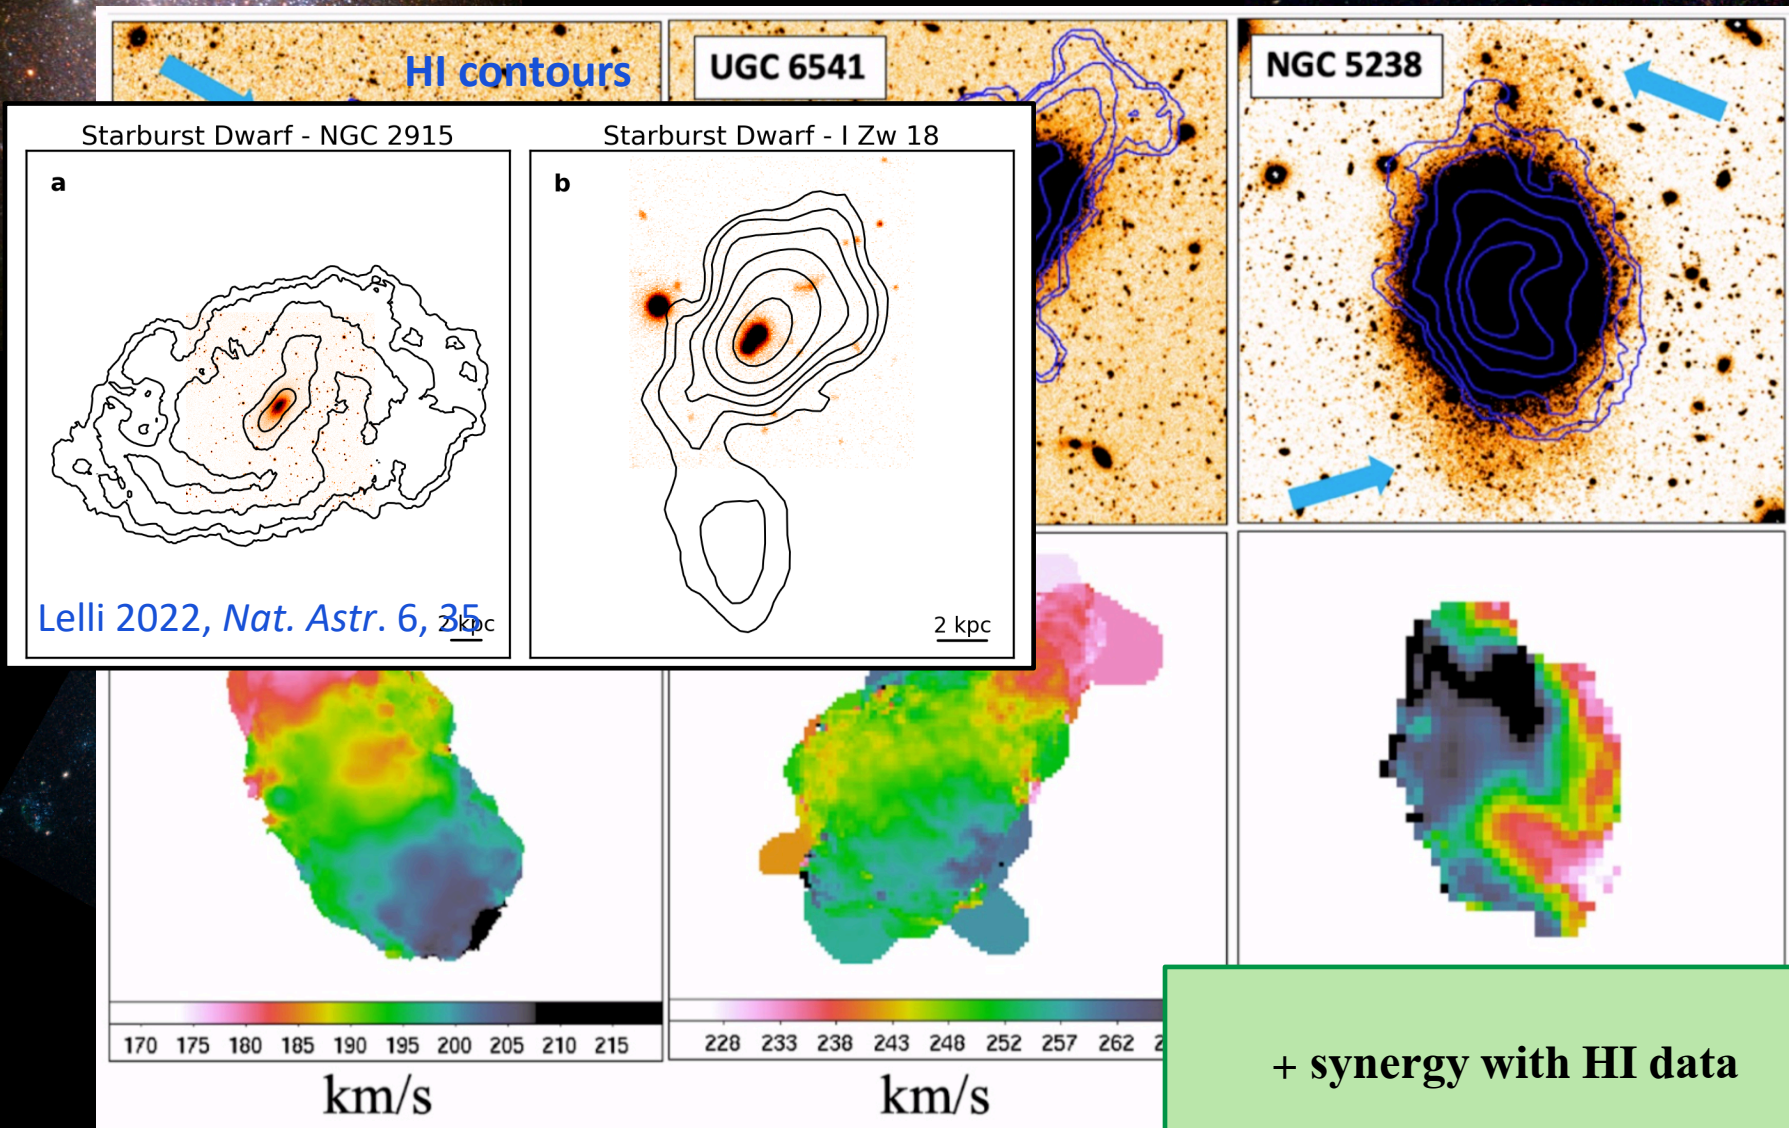 HI contours
UGC 6541
NGC 5238
Starburst Dwarf - NGC 2915
Starburst Dwarf - I Zw 18
a
b
Lelli 2022, Nat. Astr. 6, 35
2 kpc
2 kpc
170 175 180 185 190 195 200 205 210 215
228 233 238 243 248 252 257 262
km/s
km/s
+ synergy with HI data